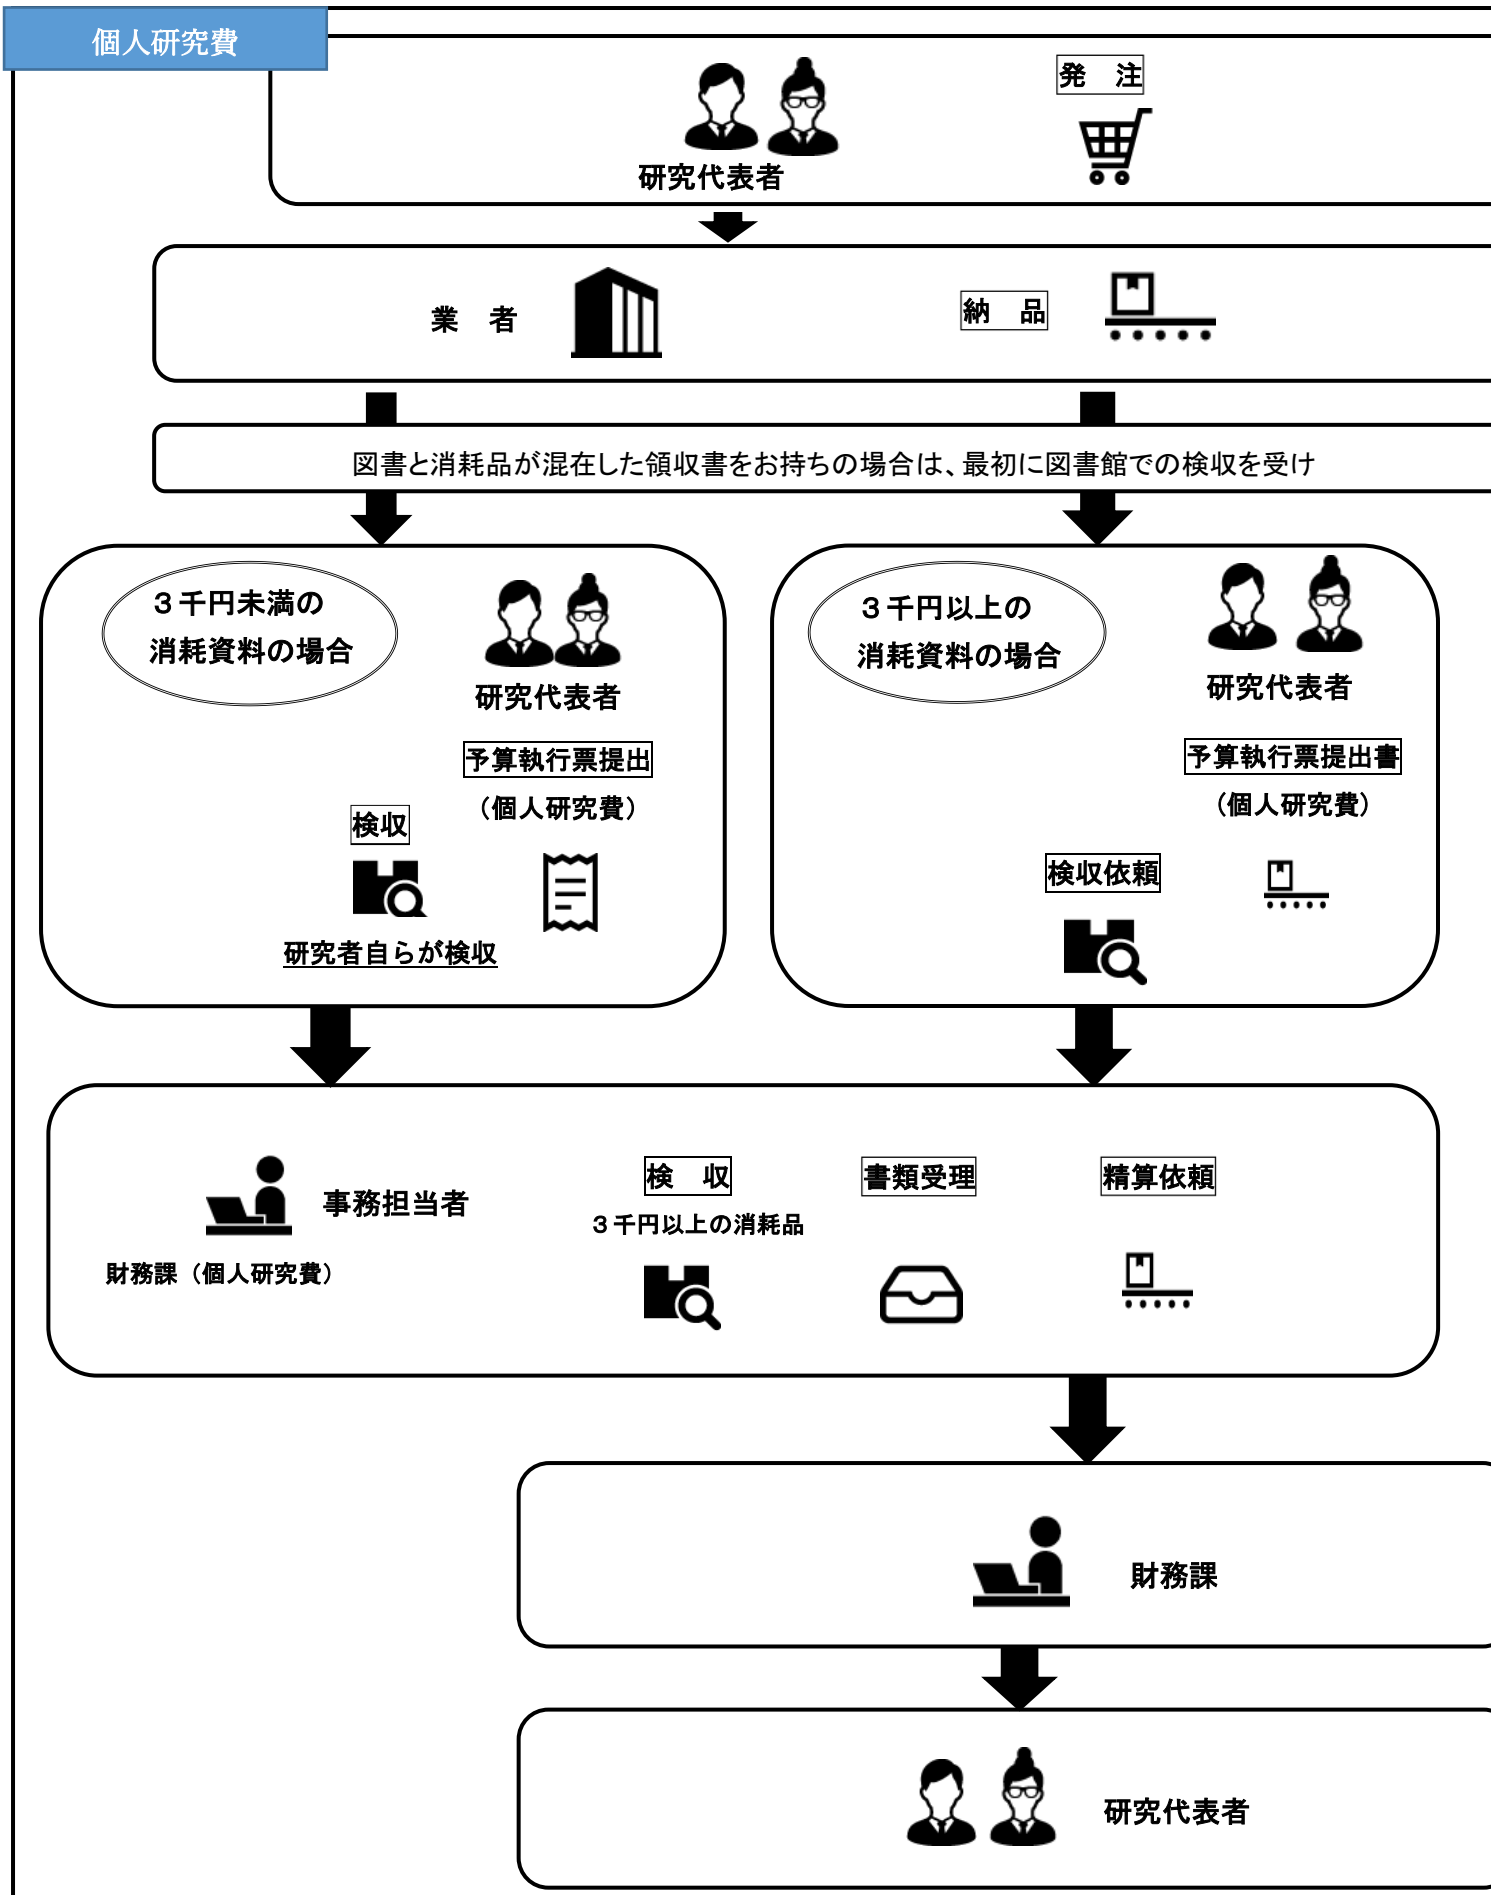 個人研究費
発　注
研究代表者
業　者
納　品
図書と消耗品が混在した領収書をお持ちの場合は、最初に図書館での検収を受け
３千円未満の
消耗資料の場合
研究代表者
予算執行票提出
（個人研究費）
検収
研究者自らが検収
３千円以上の
消耗資料の場合
研究代表者
予算執行票提出書
（個人研究費）
検収依頼
事務担当者
財務課（個人研究費）
検　収
３千円以上の消耗品
書類受理
精算依頼
財務課
研究代表者